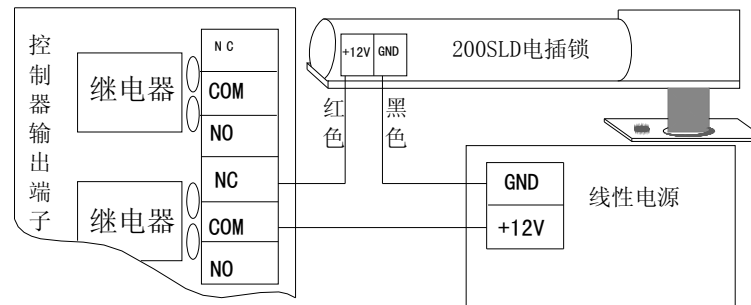 控制器输出端子
继电器
NC
COM
NO
继电器
NC
COM
NO
+12V
GND
200SLD电插锁
红色
黑色
GND
+12V
线性电源